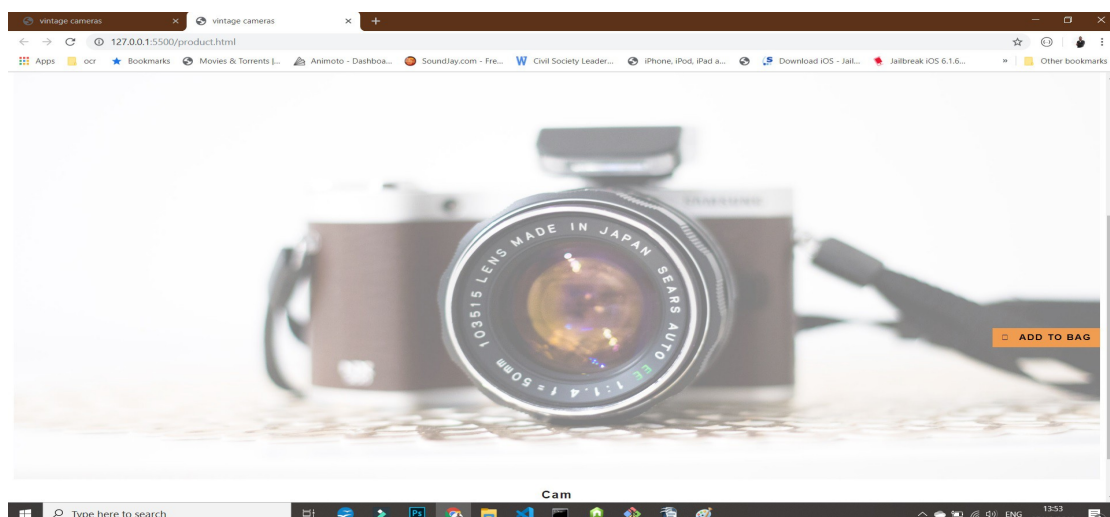 vintage cameras
vintage cameras
127.0.0.1:5500/product.html
Apps ocr Bookmarks Movies & Torrents |... Animoto - Dashboa... SoundJay.com - Fre... Civil Society Leader... iPhone, iPod, iPad a... Download iOS - Jail... Jailbreak iOS 6.1.6... » Other bookmarks
SAMSUNG
103515 LENS MADE IN JAPAN SEARS AUTO EE 1:1.4 f=50mm
ADD TO BAG
Cam
Type here to search
Ps
ENG
13:53